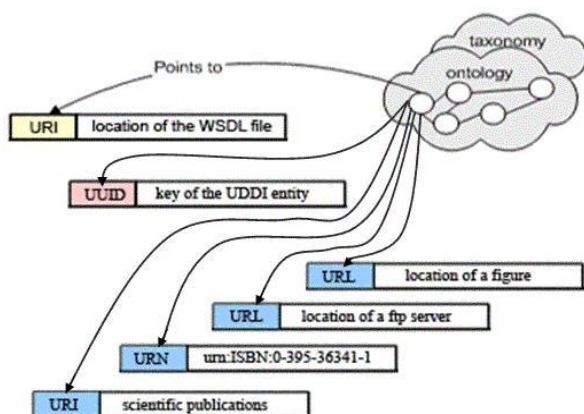 taxonomy
ontology
Points to
URI location of the WSDL file
UUID key of the UDDI entity
URL location of a figure
URL location of a ftp server
URN urn:ISBN:0-395-36341-1
URI scientific publications